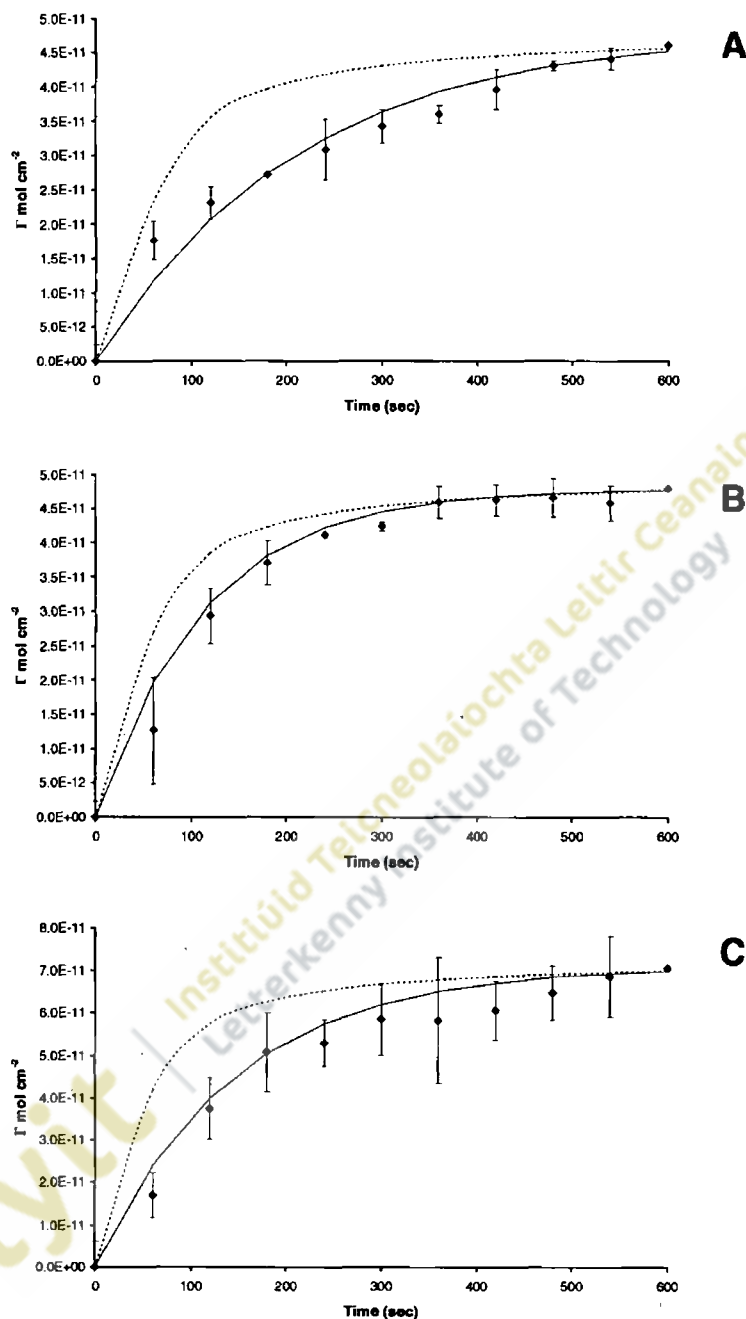 A
5.0E-11
4.5E-11
4.0E-11
3.5E-11
3.0E-11
2.5E-11
2.0E-11
1.5E-11
1.0E-11
5.0E-12
0.0E+00
Γ mol cm⁻²
0 100 200 300 400 500 600
Time (sec)
B
5.0E-11
4.5E-11
4.0E-11
3.5E-11
3.0E-11
2.5E-11
2.0E-11
1.5E-11
1.0E-11
5.0E-12
0.0E+00
Γ mol cm⁻²
0 100 200 300 400 500 600
Time (sec)
C
8.0E-11
7.0E-11
6.0E-11
5.0E-11
4.0E-11
3.0E-11
2.0E-11
1.0E-11
0.0E+00
Γ mol cm⁻²
0 100 200 300 400 500 600
Time (sec)
lyit
Institiúid Teicneolaíochta Leitir Ceanainn
Letterkenny Institute of Technology